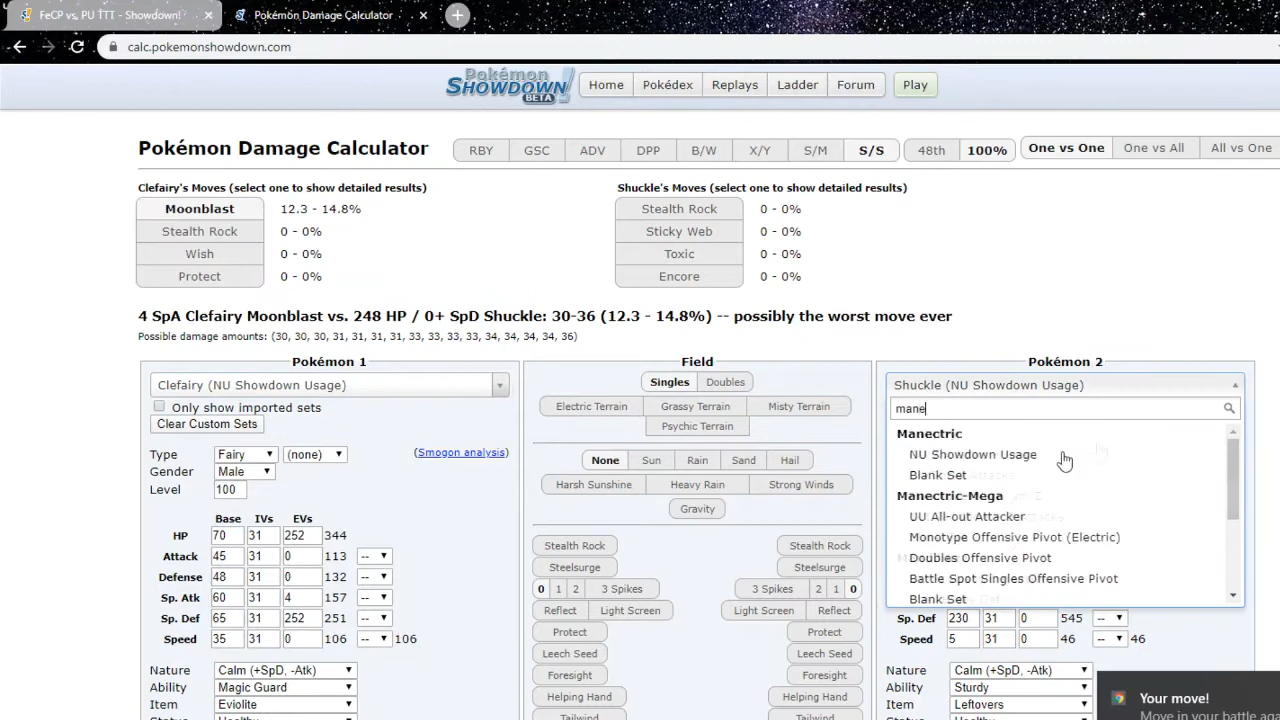 FeCP vs. PU TTT - Showdown! ×
Pokémon Damage Calculator ×
calc.pokemonshowdown.com
Pokémon SHOWDOWN! BETA
Home Pokédex Replays Ladder Forum Play
Pokémon Damage Calculator
RBY GSC ADV DPP B/W X/Y S/M S/S 48th 100% One vs One One vs All All vs One
Clefairy's Moves (select one to show detailed results)
Moonblast 12.3 - 14.8%
Stealth Rock 0 - 0%
Wish 0 - 0%
Protect 0 - 0%
Shuckle's Moves (select one to show detailed results)
Stealth Rock 0 - 0%
Sticky Web 0 - 0%
Toxic 0 - 0%
Encore 0 - 0%
4 SpA Clefairy Moonblast vs. 248 HP / 0+ SpD Shuckle: 30-36 (12.3 - 14.8%) -- possibly the worst move ever
Possible damage amounts: (30, 30, 30, 31, 31, 31, 31, 33, 33, 33, 33, 34, 34, 34, 34, 36)
Pokémon 1
Clefairy (NU Showdown Usage)
Only show imported sets
Clear Custom Sets
Type Fairy (none) (Smogon analysis)
Gender Male
Level 100
Base IVs EVs
HP 70 31 252 344
Attack 45 31 0 113 --
Defense 48 31 0 132 --
Sp. Atk 60 31 4 157 --
Sp. Def 65 31 252 251 --
Speed 35 31 0 106 -- 106
Nature Calm (+SpD, -Atk)
Ability Magic Guard
Item Eviolite
Status Healthy
Field
Singles Doubles
Electric Terrain Grassy Terrain Misty Terrain
Psychic Terrain
None Sun Rain Sand Hail
Harsh Sunshine Heavy Rain Strong Winds
Gravity
Stealth Rock Stealth Rock
Steelsurge Steelsurge
0 1 2 3 Spikes 3 Spikes 2 1 0
Reflect Light Screen Light Screen Reflect
Protect Protect
Leech Seed Leech Seed
Foresight Foresight
Helping Hand Helping Hand
Tailwind Tailwind
Pokémon 2
Shuckle (NU Showdown Usage)
mane
Manectric
NU Showdown Usage
Blank Set
Manectric-Mega
UU All-out Attacker
Monotype Offensive Pivot (Electric)
Doubles Offensive Pivot
Battle Spot Singles Offensive Pivot
Blank Set
Sp. Def 230 31 0 545 --
Speed 5 31 0 46 -- 46
Nature Calm (+SpD, -Atk)
Ability Sturdy
Item Leftovers
Status Healthy
Your move!
Move in your battle aga